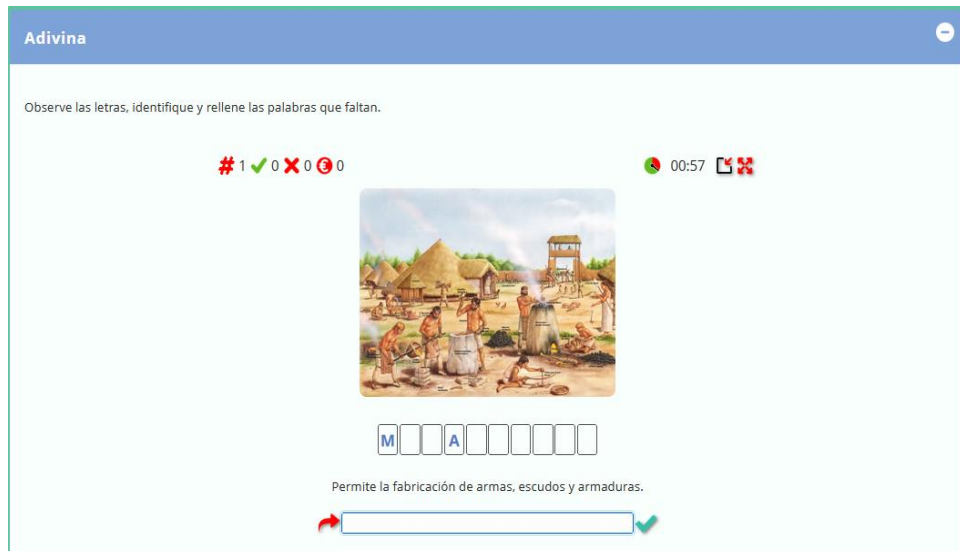 Adivina
Observe las letras, identifique y rellene las palabras que faltan.
# 1 0 0 0
00:57
M A
Permite la fabricación de armas, escudos y armaduras.